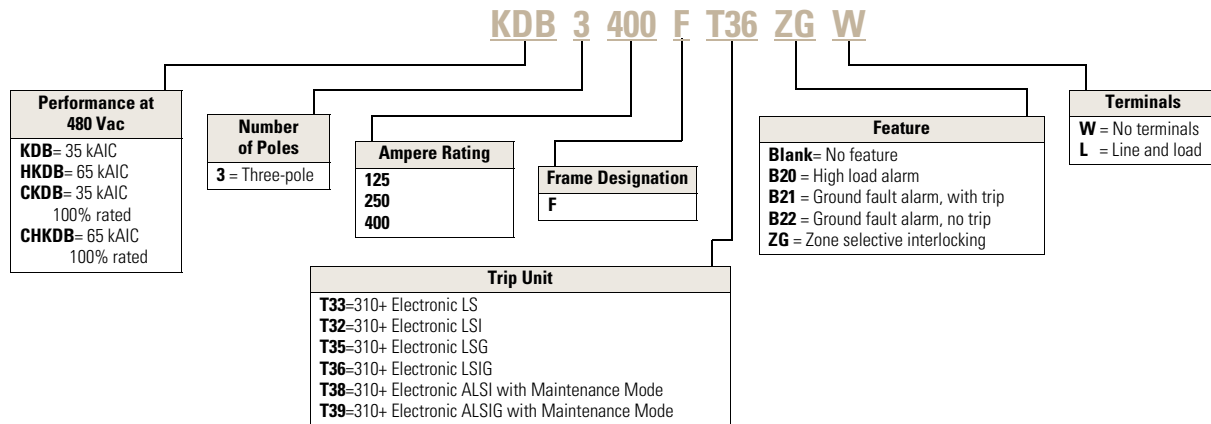 KDB 3 400 F T36 ZG W
Performance at
480 Vac
KDB= 35 kAIC
HKDB= 65 kAIC
CKDB= 35 kAIC
100% rated
CHKDB= 65 kAIC
100% rated
Number
of Poles
3 = Three-pole
Ampere Rating
125
250
400
Frame Designation
F
Trip Unit
T33=310+ Electronic LS
T32=310+ Electronic LSI
T35=310+ Electronic LSG
T36=310+ Electronic LSIG
T38=310+ Electronic ALSI with Maintenance Mode
T39=310+ Electronic ALSIG with Maintenance Mode
Feature
Blank= No feature
B20 = High load alarm
B21 = Ground fault alarm, with trip
B22 = Ground fault alarm, no trip
ZG = Zone selective interlocking
Terminals
W = No terminals
L = Line and load